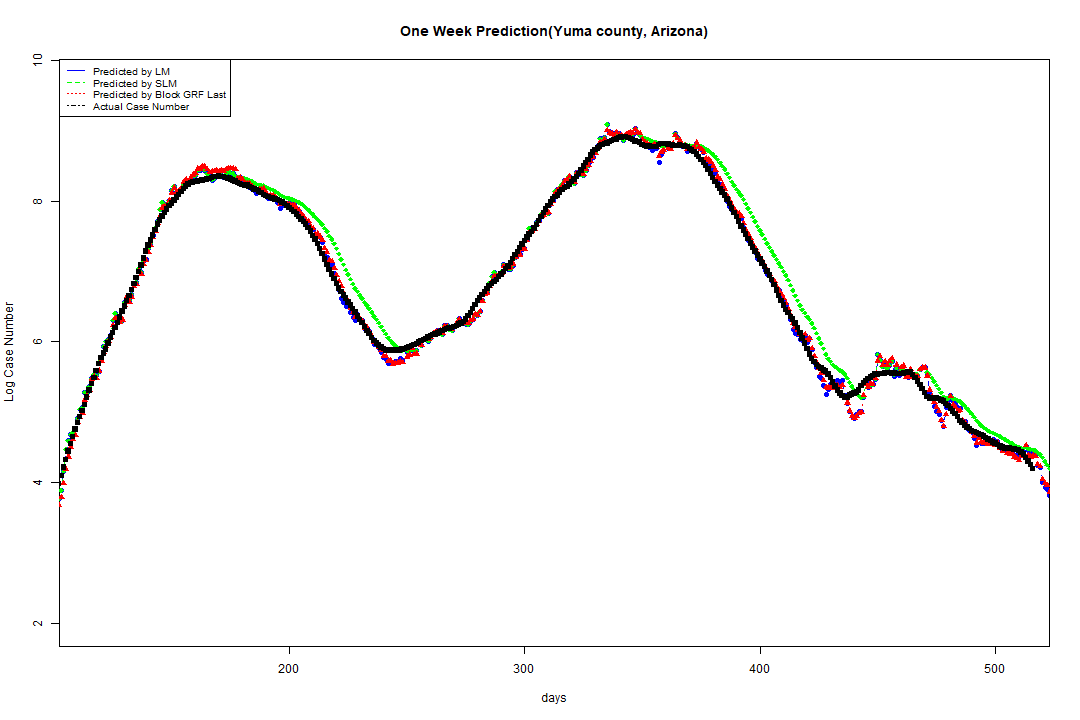 One Week Prediction(Yuma county, Arizona)
Predicted by LM
Predicted by SLM
Predicted by Block GRF Last
Actual Case Number
Log Case Number
10
8
6
4
2
200 300 400 500
days